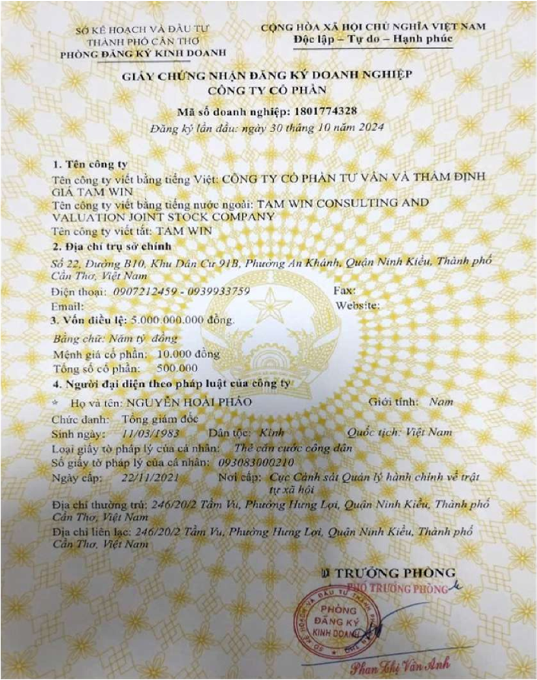 SỞ KẾ HOẠCH VÀ ĐẦU TƯ
THÀNH PHỐ CẦN THƠ
PHÒNG ĐĂNG KÝ KINH DOANH
CỘNG HÒA XÃ HỘI CHỦ NGHĨA VIỆT NAM
Độc lập – Tự do – Hạnh phúc
GIẤY CHỨNG NHẬN ĐĂNG KÝ DOANH NGHIỆP
CÔNG TY CỔ PHẦN
Mã số doanh nghiệp: 1801774328
Đăng ký lần đầu: ngày 30 tháng 10 năm 2024
1. Tên công ty
Tên công ty viết bằng tiếng Việt: CÔNG TY CỔ PHẦN TƯ VẤN VÀ THẨM ĐỊNH
GIÁ TAM WIN
Tên công ty viết bằng tiếng nước ngoài: TAM WIN CONSULTING AND
VALUATION JOINT STOCK COMPANY
Tên công ty viết tắt: TAM WIN
2. Địa chỉ trụ sở chính
Số 22, Đường B10, Khu Dân Cư 91B, Phường An Khánh, Quận Ninh Kiều, Thành phố
Cần Thơ, Việt Nam
Điện thoại: 0907212459 - 0939933759 Fax:
Email: Website:
3. Vốn điều lệ: 5.000.000.000 đồng.
Bằng chữ: Năm tỷ đồng
Mệnh giá cổ phần: 10.000 đồng
Tổng số cổ phần: 500.000
4. Người đại diện theo pháp luật của công ty
* Họ và tên: NGUYỄN HOÀI PHÁO Giới tính: Nam
Chức danh: Tổng giám đốc
Sinh ngày: 11/03/1983 Dân tộc: Kinh Quốc tịch: Việt Nam
Loại giấy tờ pháp lý của cá nhân: Thẻ căn cước công dân
Số giấy tờ pháp lý của cá nhân: 093083000210
Ngày cấp: 22/11/2021 Nơi cấp: Cục Cảnh sát Quản lý hành chính về trật
tự xã hội
Địa chỉ thường trú: 246/20/2 Tầm Vu, Phường Hưng Lợi, Quận Ninh Kiều, Thành phố
Cần Thơ, Việt Nam
Địa chỉ liên lạc: 246/20/2 Tầm Vu, Phường Hưng Lợi, Quận Ninh Kiều, Thành phố
Cần Thơ, Việt Nam
TRƯỞNG PHÒNG
PHÓ TRƯỞNG PHÒNG
PHÒNG
ĐĂNG KÝ
KINH DOANH
Phan Thị Vân Anh